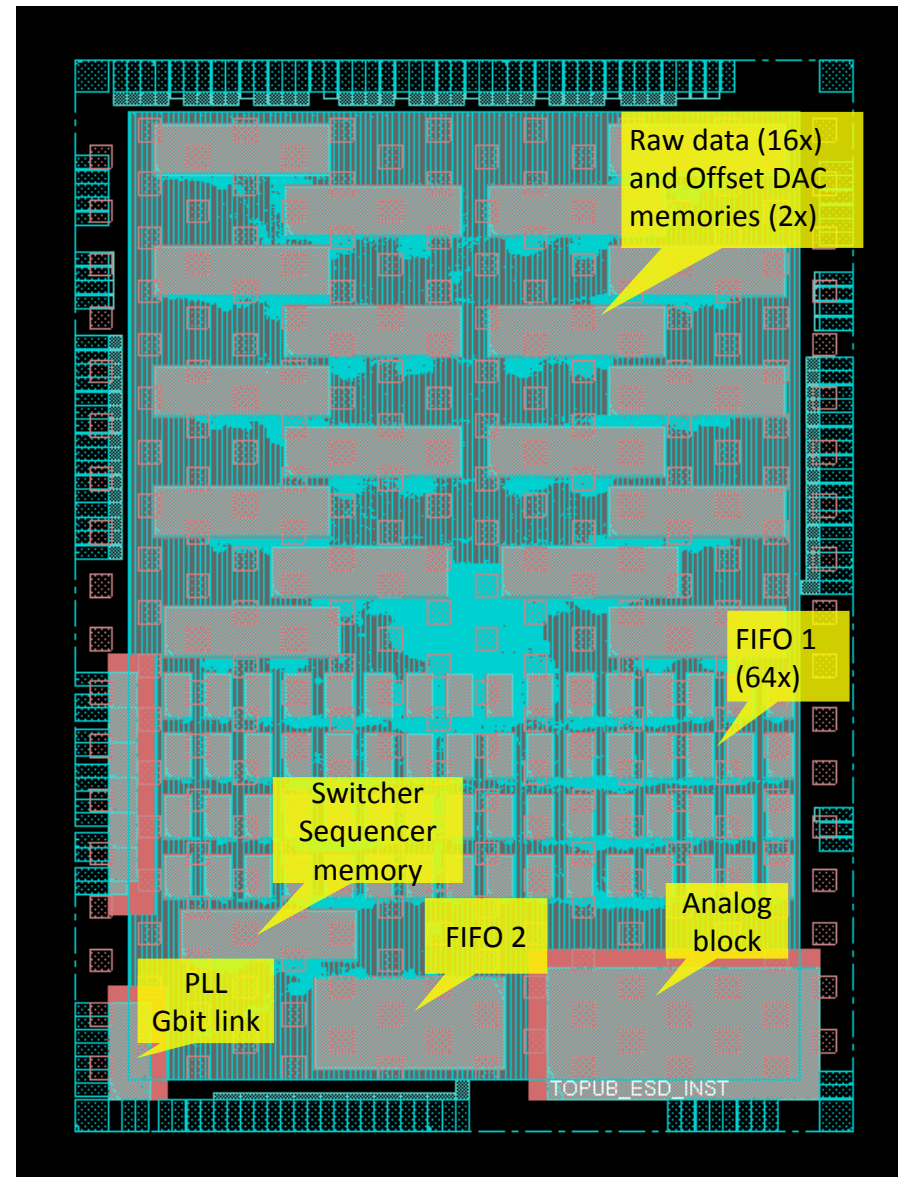 Raw data (16x)
and Offset DAC
memories (2x)
FIFO 1
(64x)
Switcher
Sequencer
memory
Analog
block
FIFO 2
PLL
Gbit link
TOPUB_ESD_INST